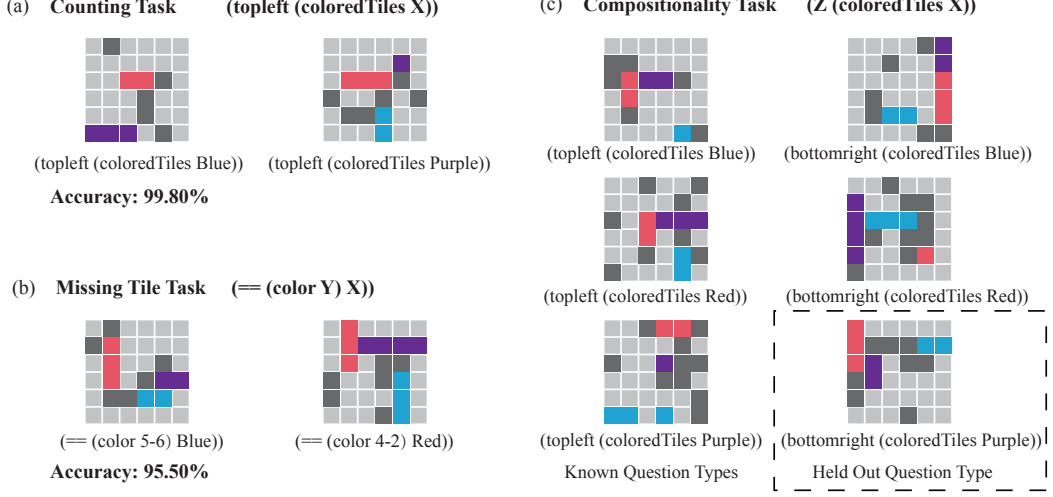 (a) Counting Task (topleft (coloredTiles X))
(topleft (coloredTiles Blue)) (topleft (coloredTiles Purple))
Accuracy: 99.80%
(b) Missing Tile Task (== (color Y) X))
(== (color 5-6) Blue)) (== (color 4-2) Red))
Accuracy: 95.50%
(c) Compositionality Task (Z (coloredTiles X))
(topleft (coloredTiles Blue)) (bottomright (coloredTiles Blue))
(topleft (coloredTiles Red)) (bottomright (coloredTiles Red))
(topleft (coloredTiles Purple)) (bottomright (coloredTiles Purple))
Known Question Types Held Out Question Type